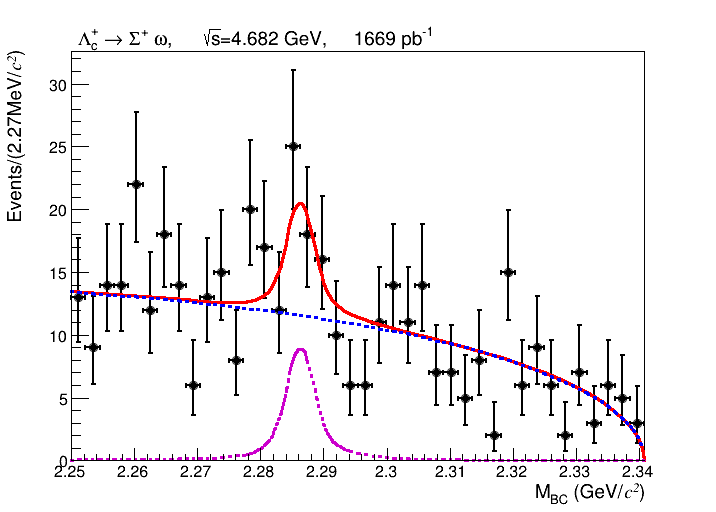 Λc+ → Σ+ ω, √s=4.682 GeV, 1669 pb-1
Events/(2.27MeV/c2)
30
25
20
15
10
5
0
2.25 2.26 2.27 2.28 2.29 2.3 2.31 2.32 2.33 2.34
MBC (GeV/c2)